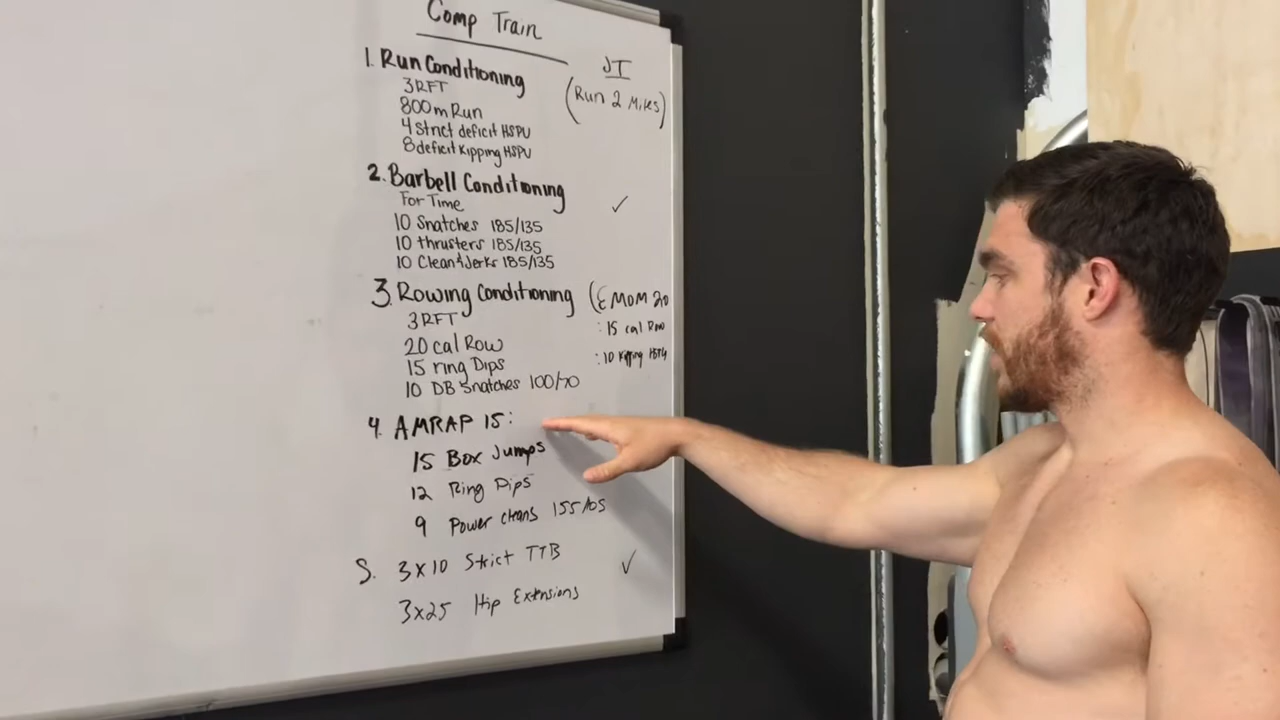 Comp Train
JT
(Run 2 Miles)
1. Run Conditioning
3RFT
800m Run
4 strict deficit HSPU
8 deficit Kipping HSPU
2. Barbell Conditioning
For Time
10 Snatches 185/135
10 thrusters 185/135
10 Clean & Jerks 185/135
3. Rowing Conditioning
3 RFT
20 cal Row
15 ring Dips
10 DB Snatches 100/70
(EMOM 20
: 15 cal Row
: 10 Kipping
4. AMRAP 15:
15 Box Jumps
12 Ring Dips
9 Power cleans 155/105
5. 3x10 Strict TTB
3x25 Hip Extensions